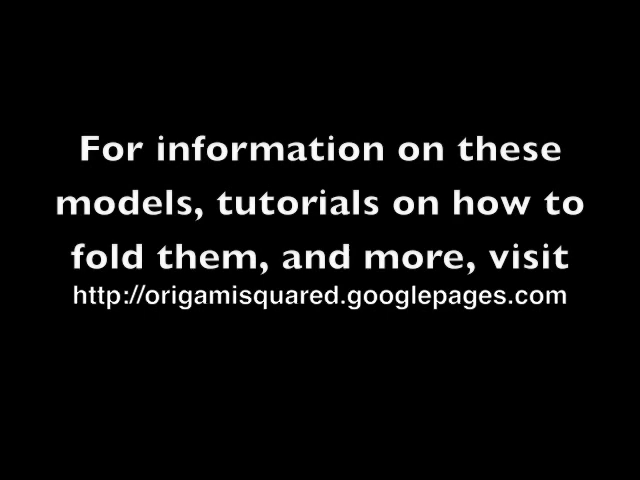 For information on these
models, tutorials on how to
fold them, and more, visit
http://origamisquared.googlepages.com